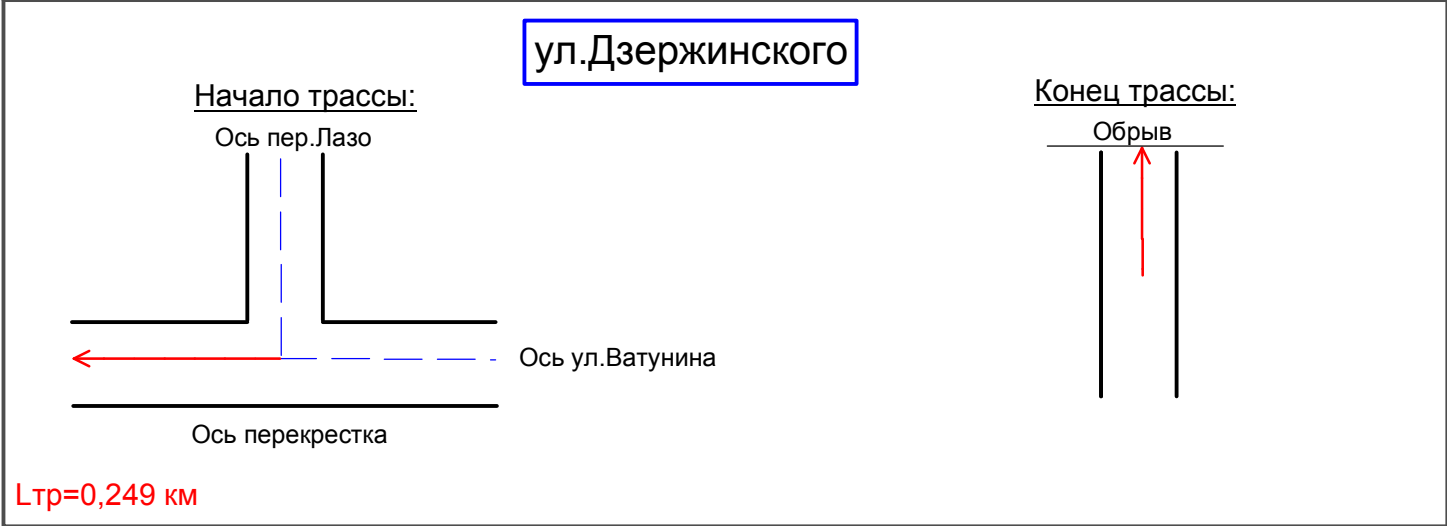 ул.Дзержинского
Начало трассы:
Ось пер.Лазо
Ось ул.Ватунина
Ось перекрестка
Lтр=0,249 км
Конец трассы:
Обрыв